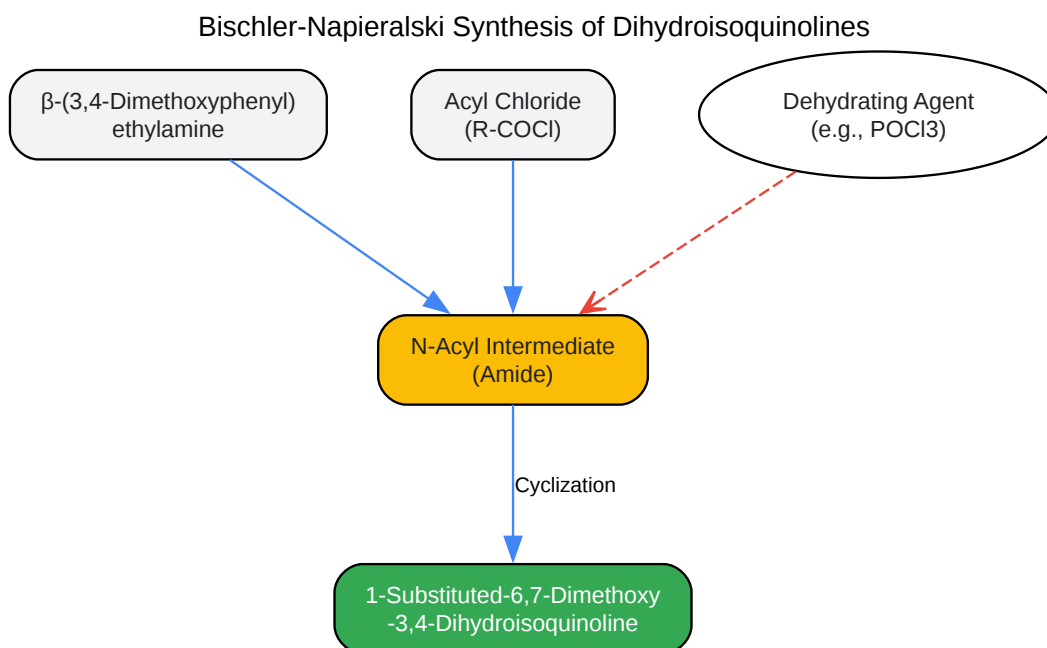 Bischler-Napieralski Synthesis of Dihydroisoquinolines
β-(3,4-Dimethoxyphenyl)
ethylamine
Acyl Chloride
(R-COCl)
Dehydrating Agent
(e.g., POCl3)
N-Acyl Intermediate
(Amide)
Cyclization
1-Substituted-6,7-Dimethoxy
-3,4-Dihydroisoquinoline